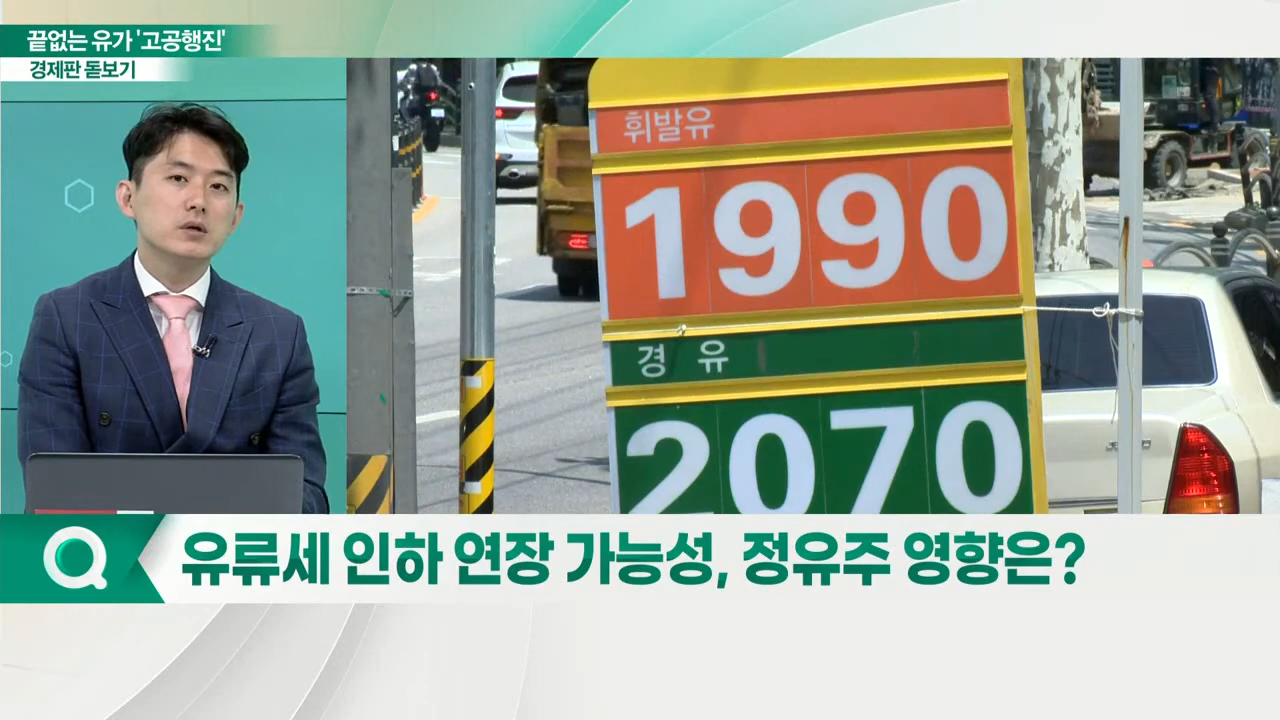 끝없는 유가 '고공행진'
경제판 돋보기
휘발유
1990
경유
2070
Q
유류세 인하 연장 가능성, 정유주 영향은?